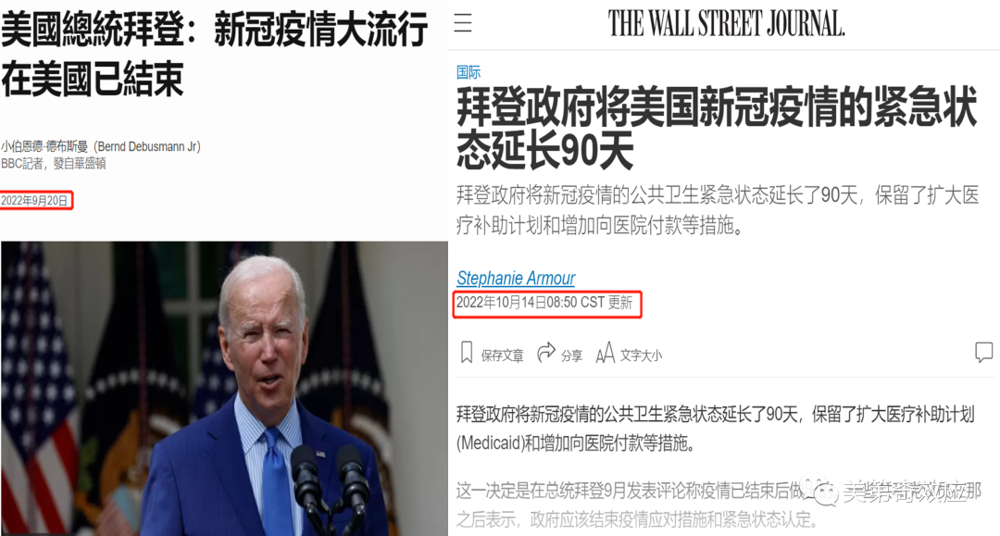 美國總統拜登：新冠疫情大流行
在美國已結束
小伯恩德·德布斯曼（Bernd Debusmann Jr）
BBC記者，發自華盛頓
2022年9月20日
THE WALL STREET JOURNAL.
国际
拜登政府将美国新冠疫情的紧急状
态延长90天
拜登政府将新冠疫情的公共卫生紧急状态延长了90天，保留了扩大医
疗补助计划和增加向医院付款等措施。
Stephanie Armour
2022年10月14日08:50 CST 更新
保存文章 分享 AA 文字大小
拜登政府将新冠疫情的公共卫生紧急状态延长了90天，保留了扩大医疗补助计划
(Medicaid)和增加向医院付款等措施。
这一决定是在总统拜登9月发表评论称疫情已结束后做
那
之后表示，政府应该结束疫情应对措施和紧急状态认定。
美第奇效应